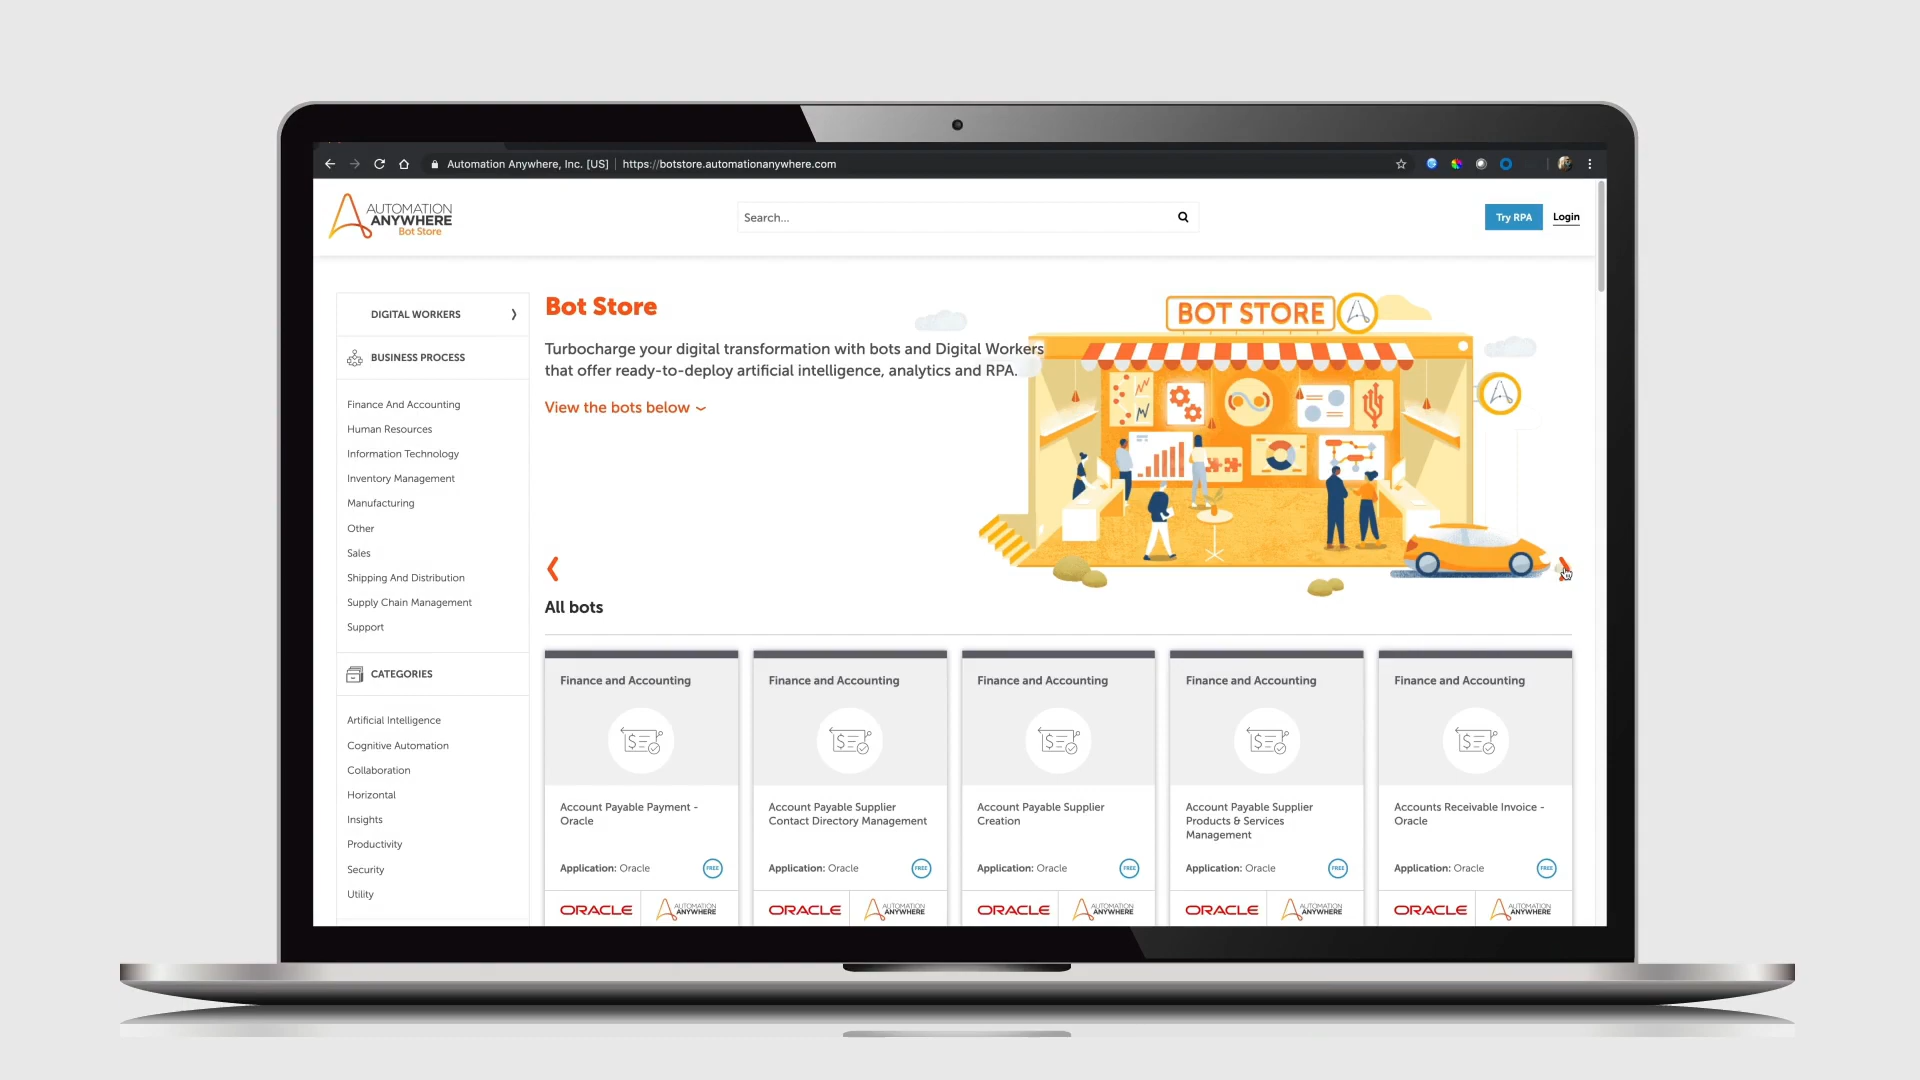 Automation Anywhere, Inc. [US] | https://botstore.automationanywhere.com
AUTOMATION
ANYWHERE
Bot Store
Search...
Try RPA
Login
DIGITAL WORKERS
BUSINESS PROCESS
Finance And Accounting
Human Resources
Information Technology
Inventory Management
Manufacturing
Other
Sales
Shipping And Distribution
Supply Chain Management
Support
CATEGORIES
Artificial Intelligence
Cognitive Automation
Collaboration
Horizontal
Insights
Productivity
Security
Utility
Bot Store
Turbocharge your digital transformation with bots and Digital Workers
that offer ready-to-deploy artificial intelligence, analytics and RPA.
View the bots below
BOT STORE
All bots
Finance and Accounting
Account Payable Payment -
Oracle
Application: Oracle
FREE
ORACLE
AUTOMATION
ANYWHERE
Finance and Accounting
Account Payable Supplier
Contact Directory Management
Application: Oracle
FREE
ORACLE
AUTOMATION
ANYWHERE
Finance and Accounting
Account Payable Supplier
Creation
Application: Oracle
FREE
ORACLE
AUTOMATION
ANYWHERE
Finance and Accounting
Account Payable Supplier
Products & Services
Management
Application: Oracle
FREE
ORACLE
AUTOMATION
ANYWHERE
Finance and Accounting
Accounts Receivable Invoice -
Oracle
Application: Oracle
FREE
ORACLE
AUTOMATION
ANYWHERE